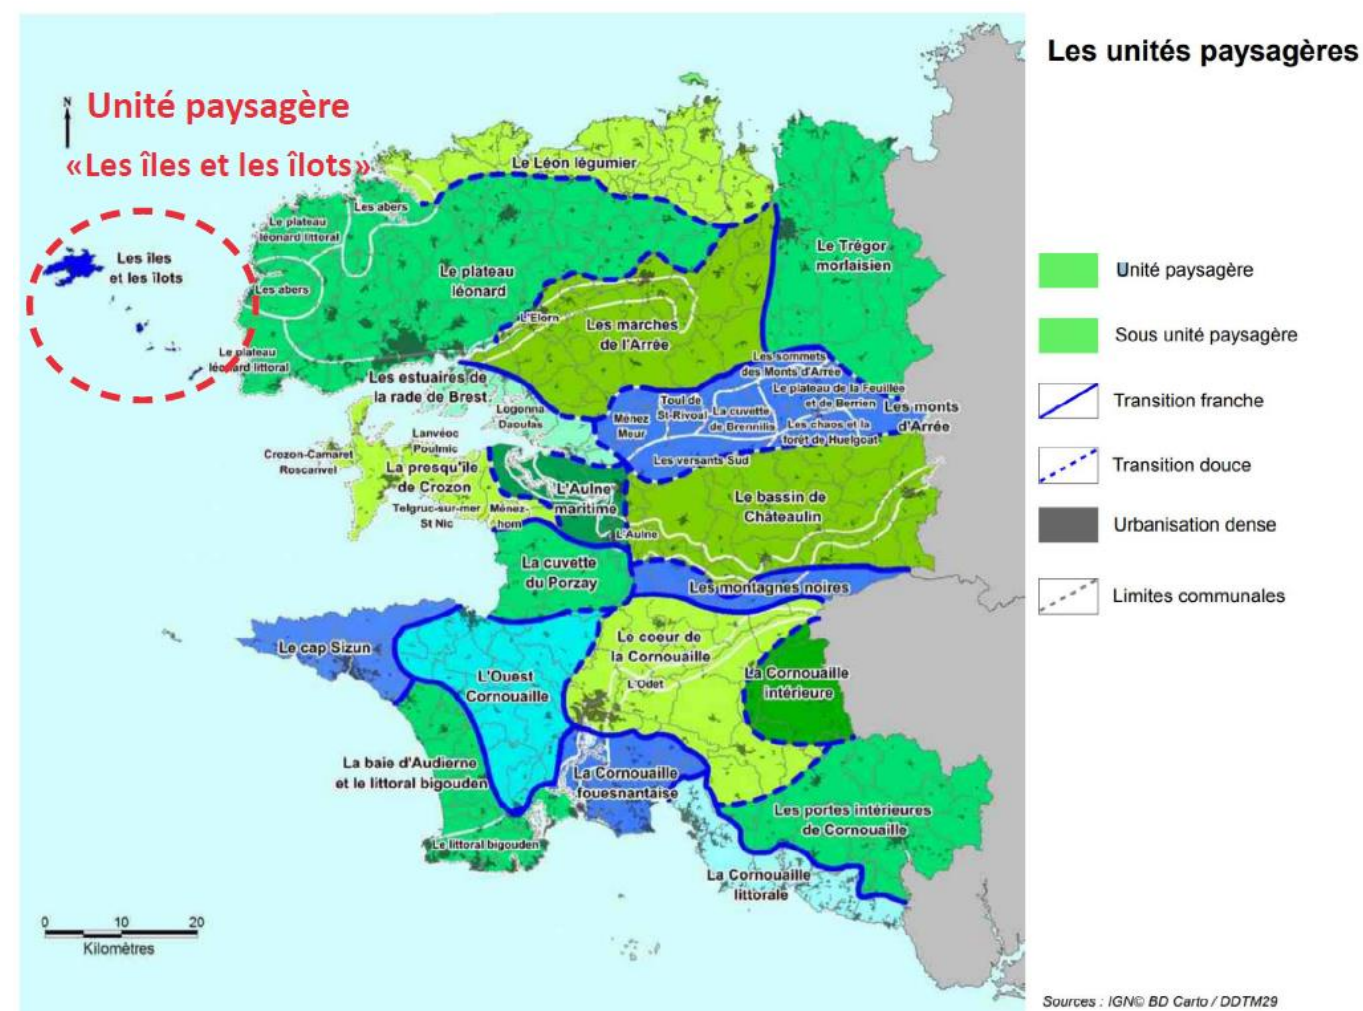 Les unités paysagères
N
Unité paysagère
«Les îles et les îlots»
Le Léon légumier
Les abers
Le plateau
léonard littoral
Le Trégor
morlaisien
Les îles
et les îlots
Le plateau
léonard
Les abers
L'Elorn
Les marches
de l'Arrée
Le plateau
léonard littoral
Les sommets
des Monts d'Arrée
Les estuaires de
la rade de Brest
Le plateau de la Feuillée
et de Berrien
Toul de
St-Rivoal
La cuvette
de Brennilis
Les monts
d'Arrée
Logonna
Daoulas
Ménez
Meur
Les chaos et la
forêt de Huelgoat
Lanvéoc
Poulmic
Crozon-Camaret
Roscanvel
Les versants Sud
La presqu'île
de Crozon
L'Aulne
maritime
Le bassin de
Châteaulin
Telgruc-sur-mer
St Nic
Ménez-
hom
L'Aulne
La cuvette
du Porzay
Les montagnes noires
Le cap Sizun
Le coeur de
la Cornouaille
L'Ouest
Cornouaille
L'Odet
La Cornouaille
intérieure
La baie d'Audierne
et le littoral bigouden
La Cornouaille
fouesnantaise
Les portes intérieures
de Cornouaille
Le littoral bigouden
La Cornouaille
littorale
0 10 20
Kilomètres
Unité paysagère
Sous unité paysagère
Transition franche
Transition douce
Urbanisation dense
Limites communales
Sources : IGN© BD Carto / DDTM29